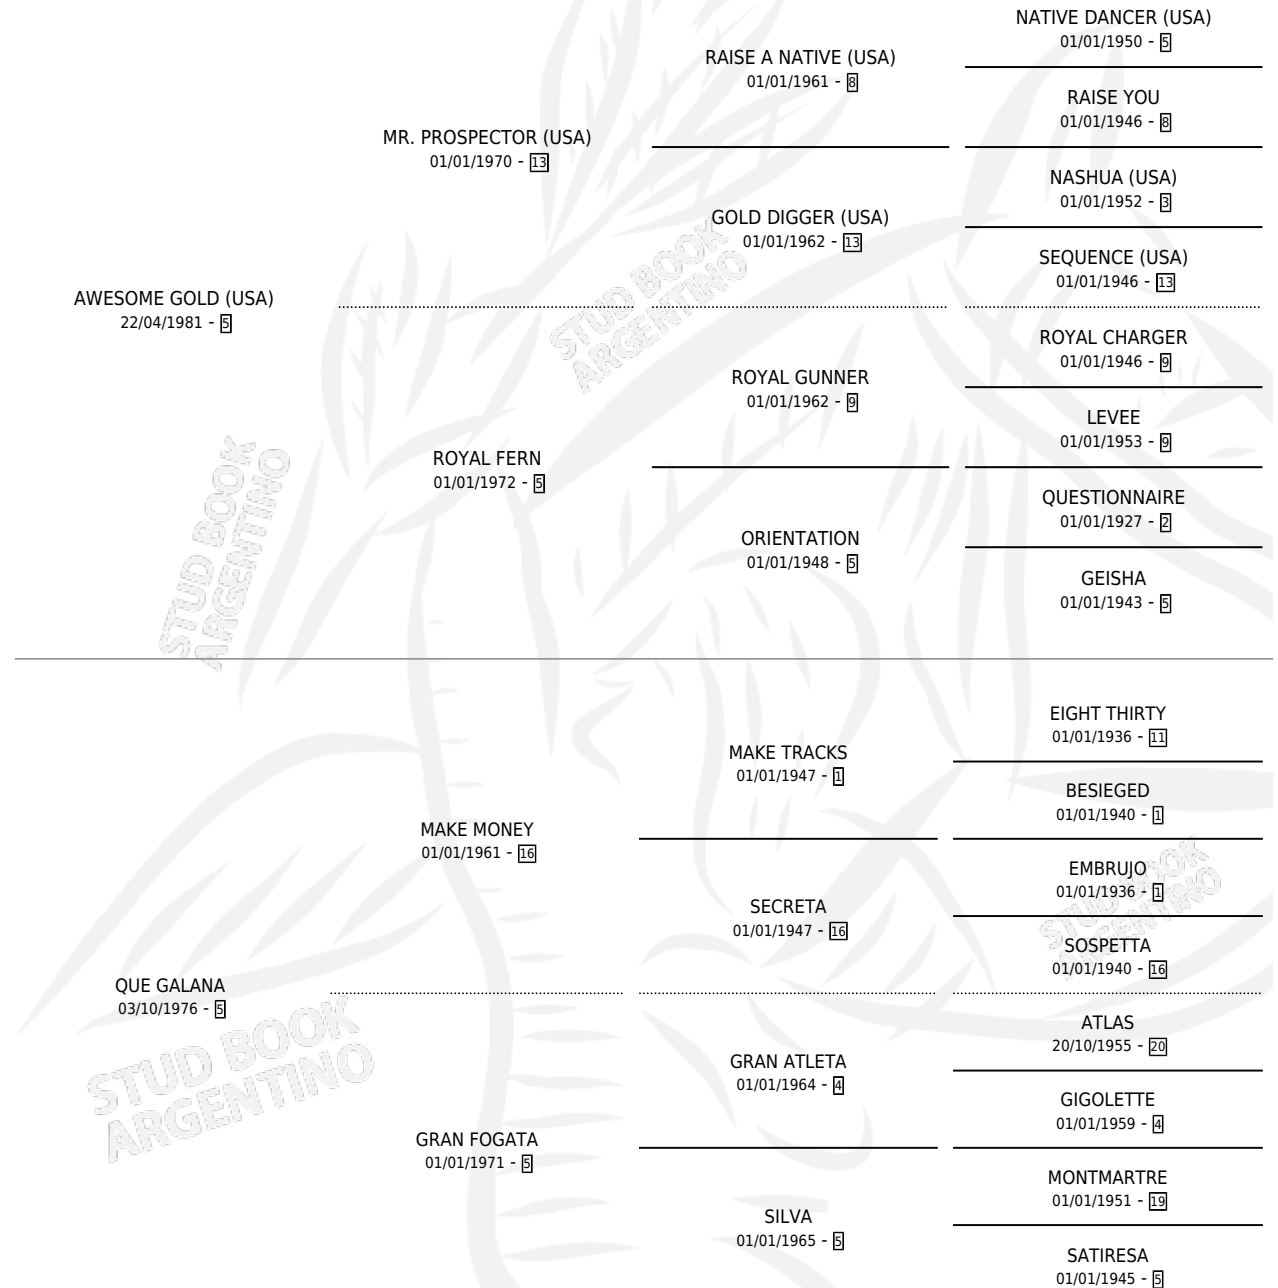 NATIVE DANCER (USA)
01/01/1950 - 5
RAISE A NATIVE (USA)
01/01/1961 - 8
RAISE YOU
01/01/1946 - 8
MR. PROSPECTOR (USA)
01/01/1970 - 13
NASHUA (USA)
01/01/1952 - 3
GOLD DIGGER (USA)
01/01/1962 - 13
SEQUENCE (USA)
01/01/1946 - 13
AWESOME GOLD (USA)
22/04/1981 - 5
ROYAL CHARGER
01/01/1946 - 9
ROYAL GUNNER
01/01/1962 - 9
LEVEE
01/01/1953 - 9
ROYAL FERN
01/01/1972 - 5
QUESTIONNAIRE
01/01/1927 - 2
ORIENTATION
01/01/1948 - 5
GEISHA
01/01/1943 - 5
EIGHT THIRTY
01/01/1936 - 11
MAKE TRACKS
01/01/1947 - 1
BESIEGED
01/01/1940 - 1
MAKE MONEY
01/01/1961 - 16
EMBRUJO
01/01/1936 - 1
SECRETA
01/01/1947 - 16
SOSPETTA
01/01/1940 - 16
QUE GALANA
03/10/1976 - 5
ATLAS
20/10/1955 - 20
GRAN ATLETA
01/01/1964 - 4
GIGOLETTE
01/01/1959 - 4
GRAN FOGATA
01/01/1971 - 5
MONTMARTRE
01/01/1951 - 19
SILVA
01/01/1965 - 5
SATIRESA
01/01/1945 - 5
STUD BOOK
ARGENTINO
STUD BOOK
ARGENTINO
STUD BOOK
ARGENTINO
STUD BOOK
ARGENTINO